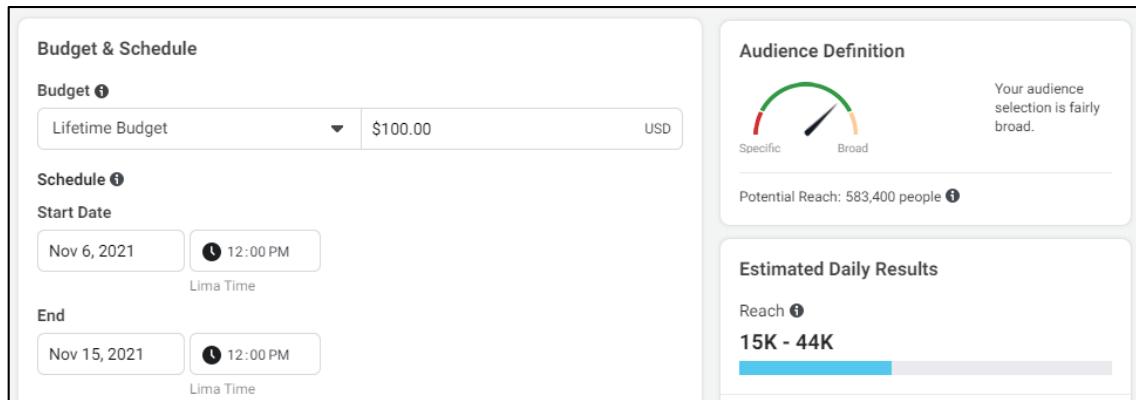 Budget & Schedule
Budget
Lifetime Budget
$100.00
USD
Schedule
Start Date
Nov 6, 2021
12:00 PM
Lima Time
End
Nov 15, 2021
12:00 PM
Lima Time
Audience Definition
Your audience
selection is fairly
broad.
Specific
Broad
Potential Reach: 583,400 people
Estimated Daily Results
Reach
15K - 44K